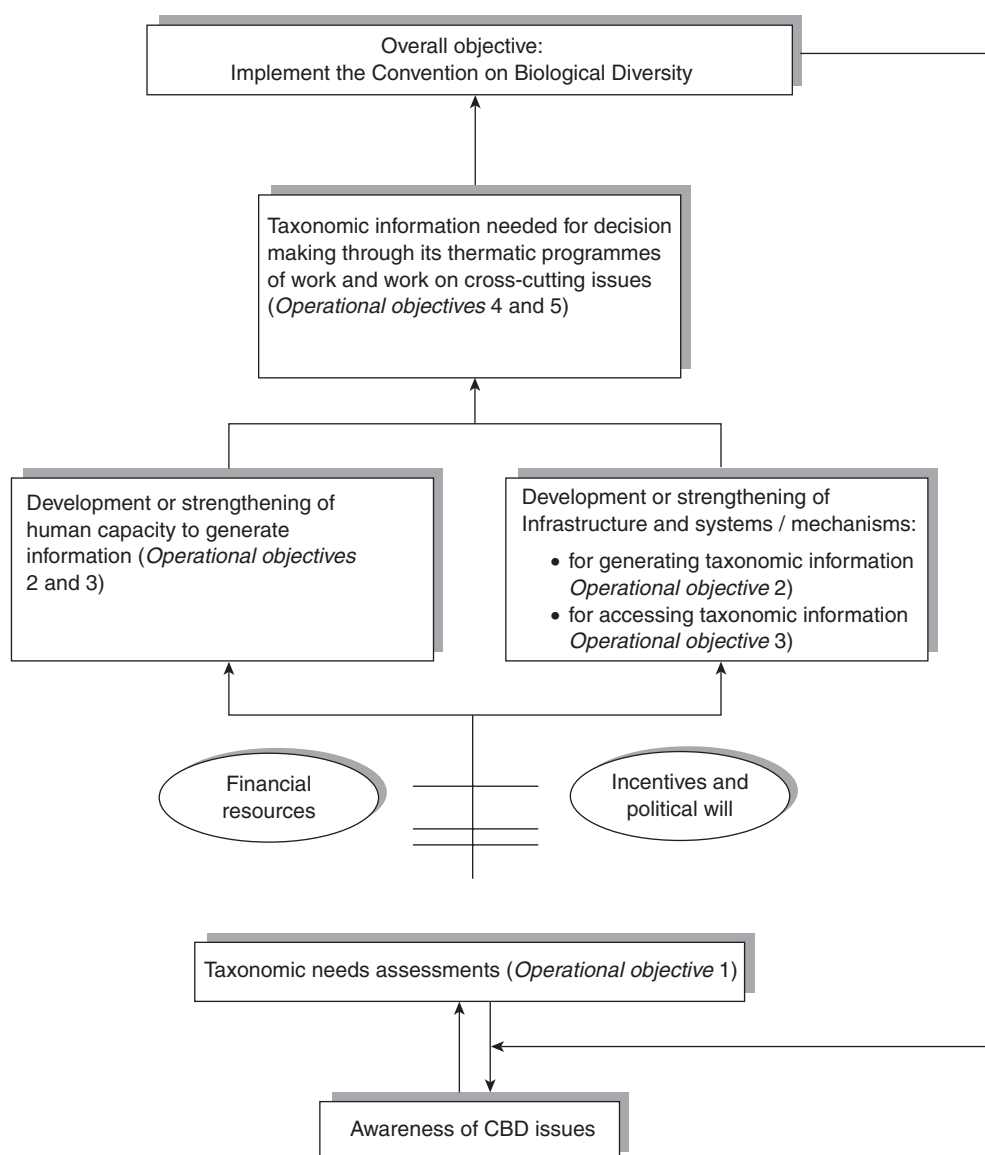 Overall objective:
Implement the Convention on Biological Diversity
Taxonomic information needed for decision
making through its thermatic programmes
of work and work on cross-cutting issues
(Operational objectives 4 and 5)
Development or strengthening of
human capacity to generate
information (Operational objectives
2 and 3)
Development or strengthening of
Infrastructure and systems / mechanisms:
• for generating taxonomic information
Operational objective 2)
• for accessing taxonomic information
Operational objective 3)
Financial
resources
Incentives and
political will
Taxonomic needs assessments (Operational objective 1)
Awareness of CBD issues